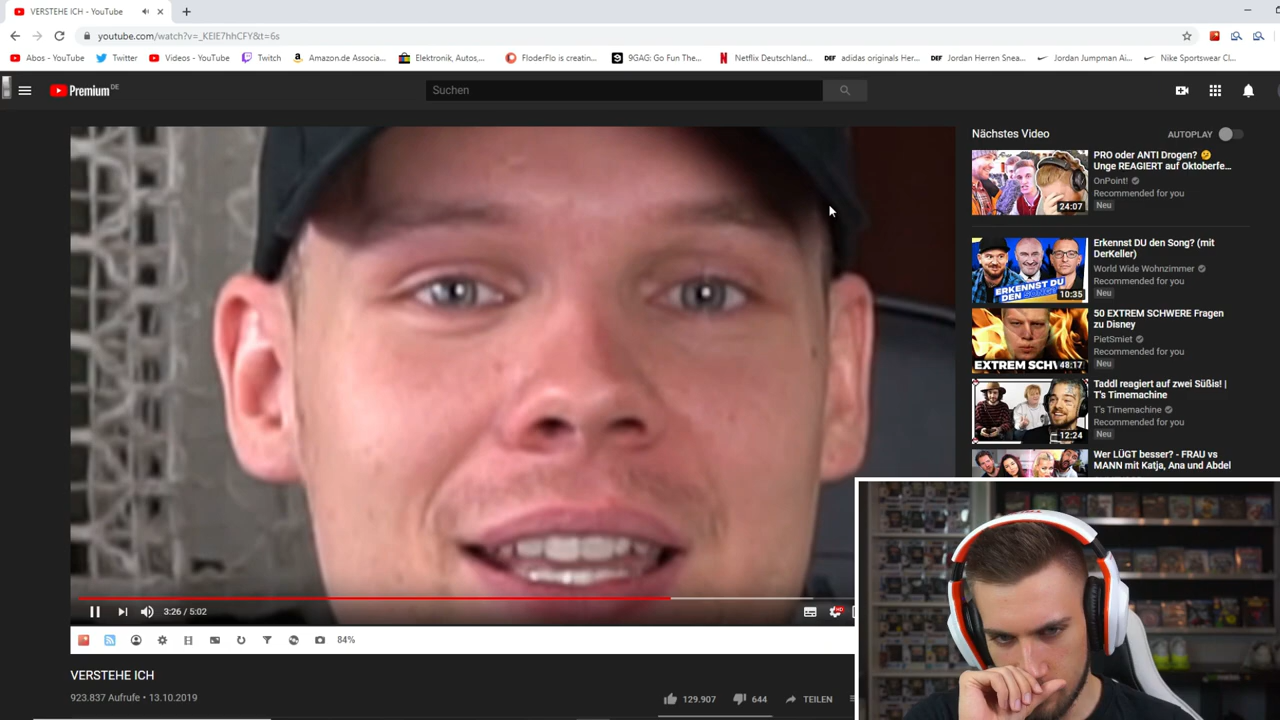 VERSTEHE ICH - YouTube
youtube.com/watch?v=_KEIE7hhCFY&t=6s
Abos - YouTube Twitter Videos - YouTube Twitch Amazon.de Associa... Elektronik, Autos,... FloderFlo is creatin... 9GAG: Go Fun The... Netflix Deutschland... DEF adidas originals Her... DEF Jordan Herren Snea... Jordan Jumpman Ai... Nike Sportswear Cl...
Premium DE
Suchen
Nächstes Video AUTOPLAY
PRO oder ANTI Drogen? 🤔
Unge REAGIERT auf Oktoberfe...
OnPoint!
Recommended for you
Neu
24:07
Erkennst DU den Song? (mit
DerKeller)
World Wide Wohnzimmer
Recommended for you
Neu
ERKENNST DU
DEN SONG?
10:35
50 EXTREM SCHWERE Fragen
zu Disney
PietSmiet
Recommended for you
Neu
EXTREM SCHW
48:17
Taddl reagiert auf zwei Süßis! |
T's Timemachine
T's Timemachine
Recommended for you
Neu
12:24
Wer LÜGT besser? - FRAU vs
MANN mit Katja, Ana und Abdel
3:26 / 5:02
HD
84%
VERSTEHE ICH
923.837 Aufrufe • 13.10.2019
129.907 644 TEILEN